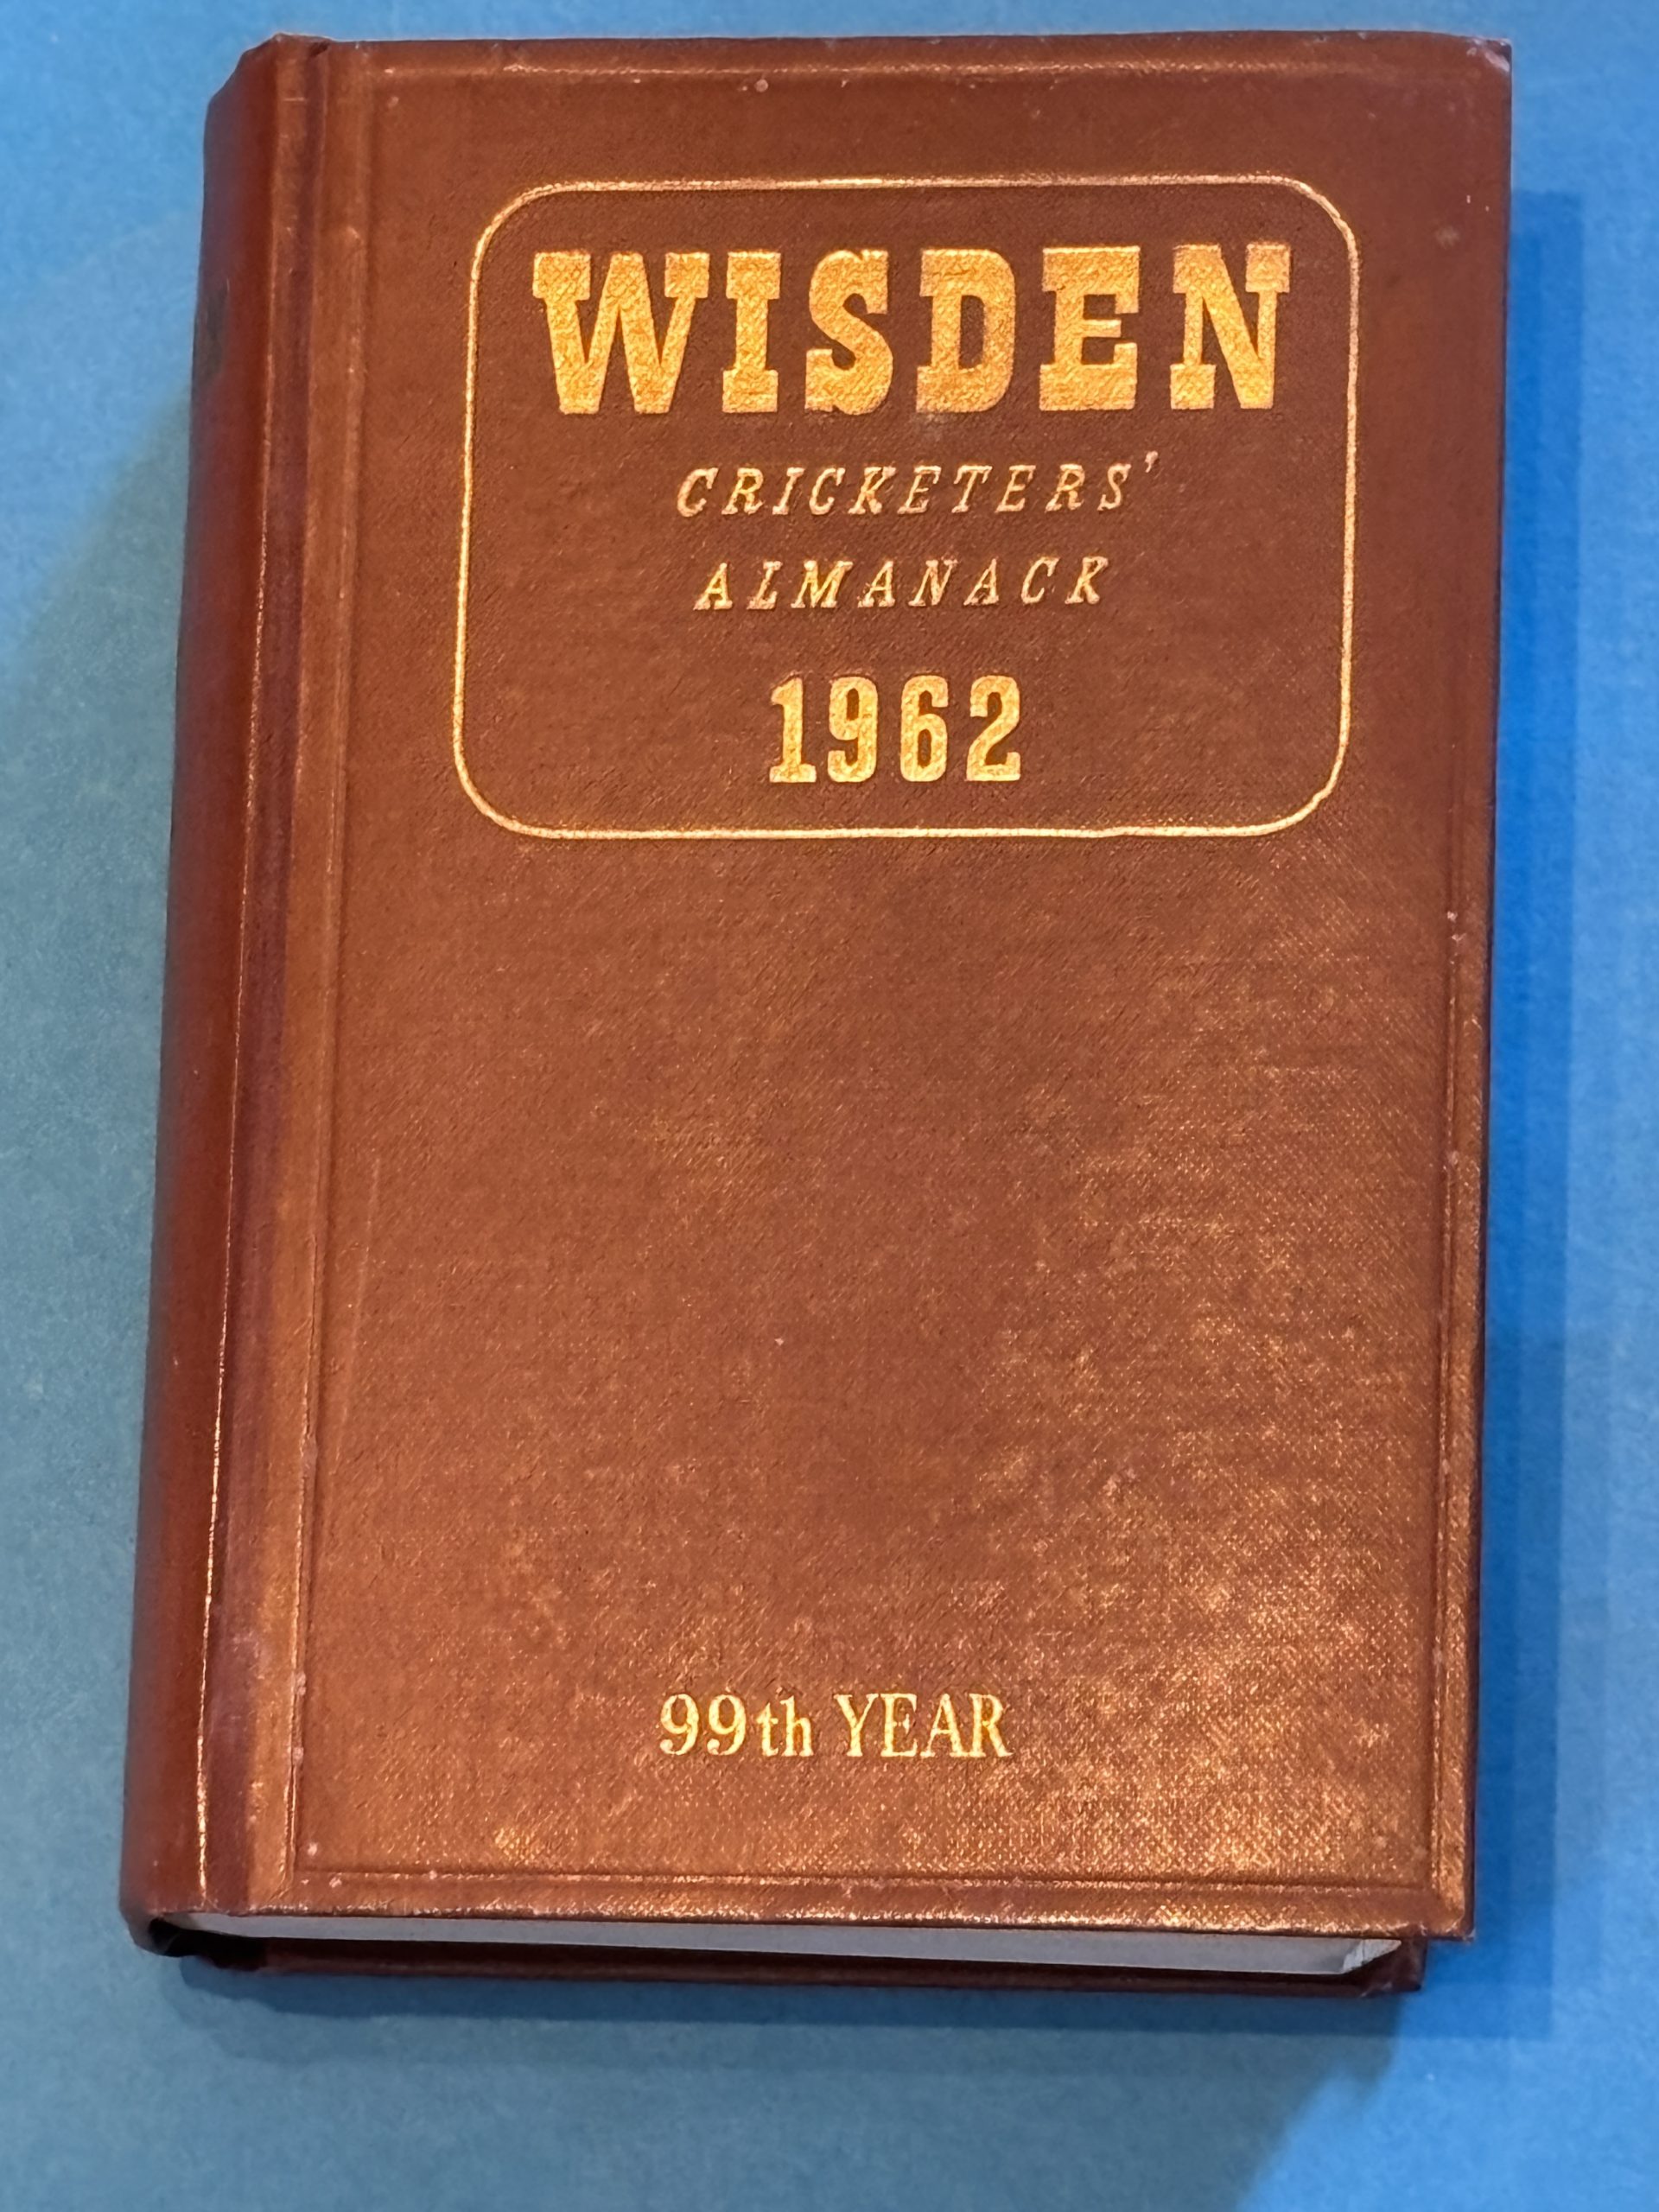 WISDEN
CRICKETERS'
ALMANACK
1962
99th YEAR